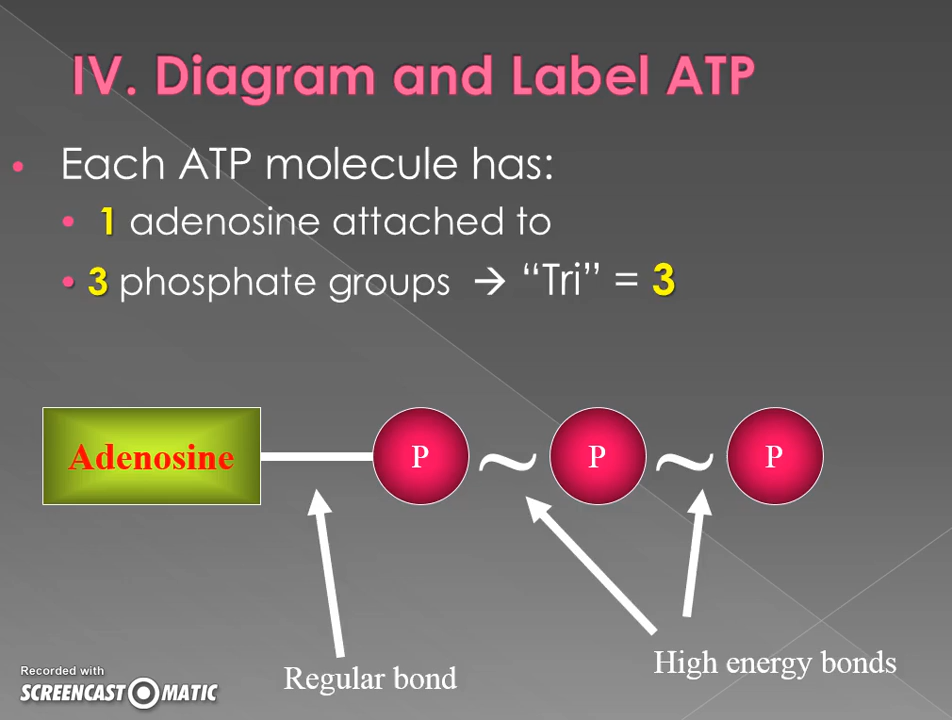 IV. Diagram and Label ATP
• Each ATP molecule has:
• 1 adenosine attached to
• 3 phosphate groups → “Tri” = 3
Adenosine P ~ P ~ P
Regular bond
High energy bonds
Recorded with
SCREENCAST MATIC